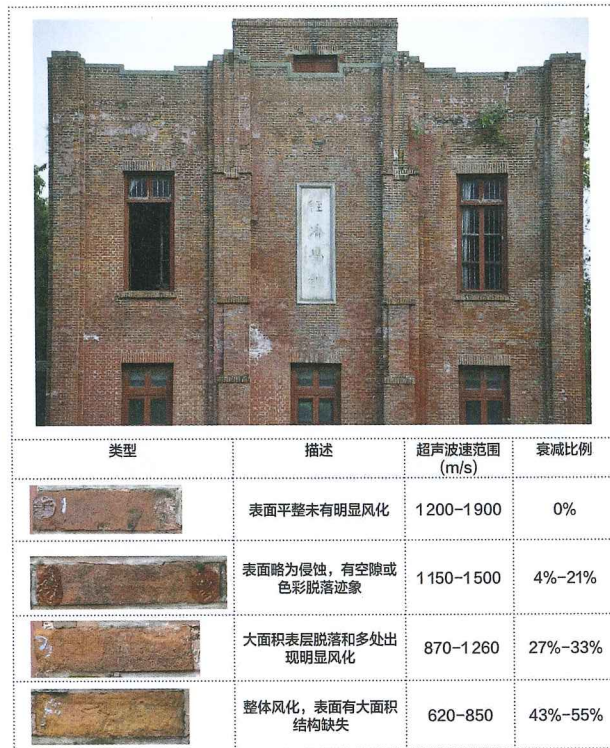 类型 描述 超声波速范围 衰减比例
(m/s)
表面平整未有明显风化 1200-1900 0%
表面略为侵蚀，有空隙或
色彩脱落迹象
1150-1500 4%-21%
大面积表层脱落和多处出
现明显风化
870-1260 27%-33%
整体风化，表面有大面积
结构缺失
620-850 43%-55%